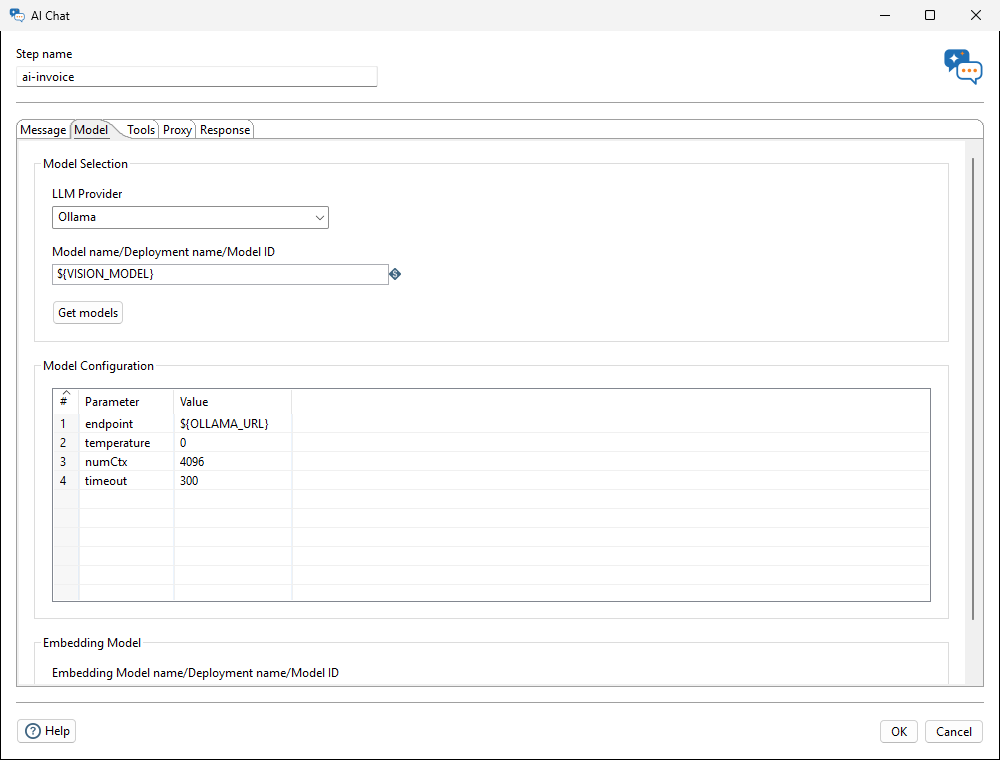 AI Chat
Step name
ai-invoice
Message Model Tools Proxy Response
Model Selection
LLM Provider
Ollama
Model name/Deployment name/Model ID
${VISION_MODEL}
Get models
Model Configuration
# Parameter Value
1 endpoint ${OLLAMA_URL}
2 temperature 0
3 numCtx 4096
4 timeout 300
Embedding Model
Embedding Model name/Deployment name/Model ID
Help OK Cancel